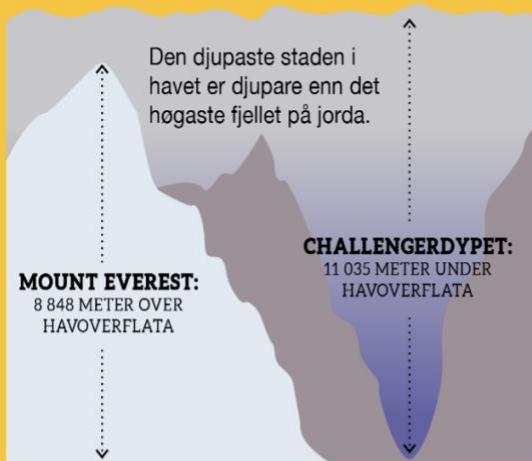 Den djupaste staden i
havet er djupare enn det
høgaste fjellet på jorda.
MOUNT EVEREST:
8 848 METER OVER
HAVOVERFLATA
CHALLENGERDYPET:
11 035 METER UNDER
HAVOVERFLATA